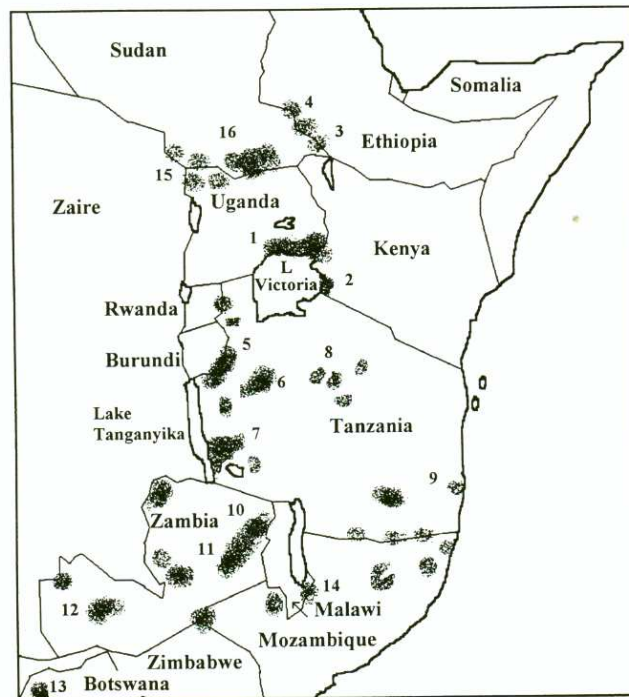 Sudan
Somalia
4
16
3
Ethiopia
15
Zaire
Uganda
Kenya
1
L
Victoria
2
Rwanda
5
8
Burundi
6
Lake
Tanganyika
Tanzania
7
9
10
Zambia
11
14
12
Malawi
Mozambique
Zimbabwe
13
Botswana